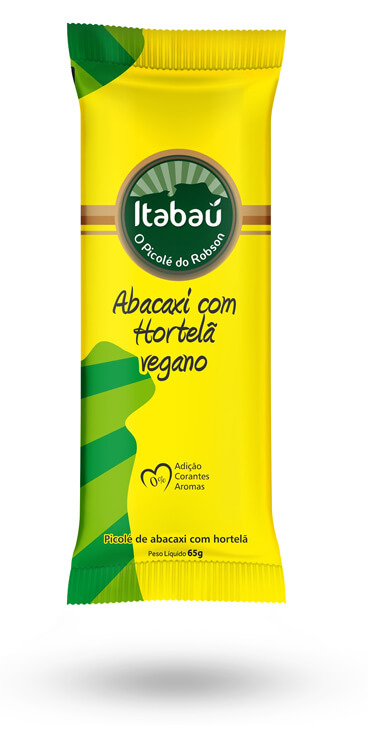 Itabaú
O Picolé do Robson
Abacaxi com
Hortelã
vegano
0%
Adição
Corantes
Aromas
Picolé de abacaxi com hortelã
Peso Líquido 65g